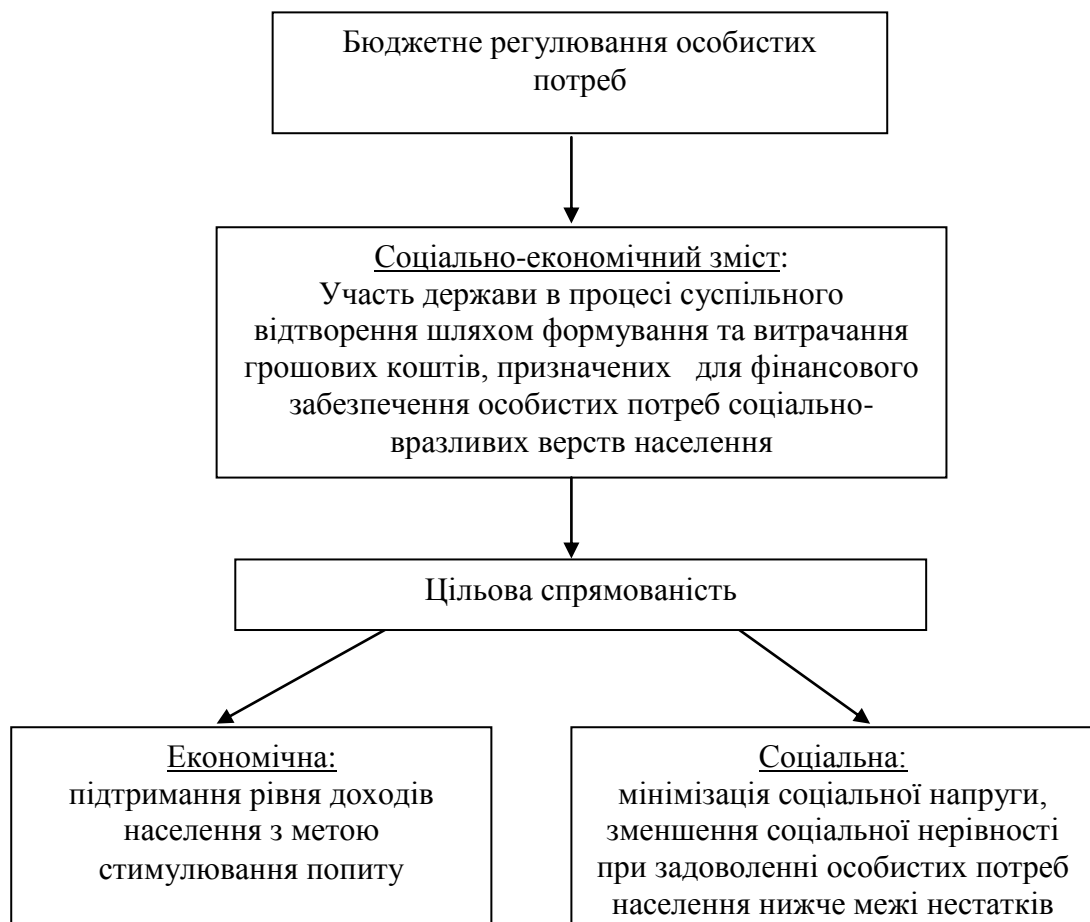 Бюджетне регулювання особистих
потреб
Соціально-економічний зміст:
Участь держави в процесі суспільного
відтворення шляхом формування та витрачання
грошових коштів, призначених для фінансового
забезпечення особистих потреб соціально-
вразливих верств населення
Цільова спрямованість
Економічна:
підтримання рівня доходів
населення з метою
стимулювання попиту
Соціальна:
мінімізація соціальної напруги,
зменшення соціальної нерівності
при задоволенні особистих потреб
населення нижче межі нестатків